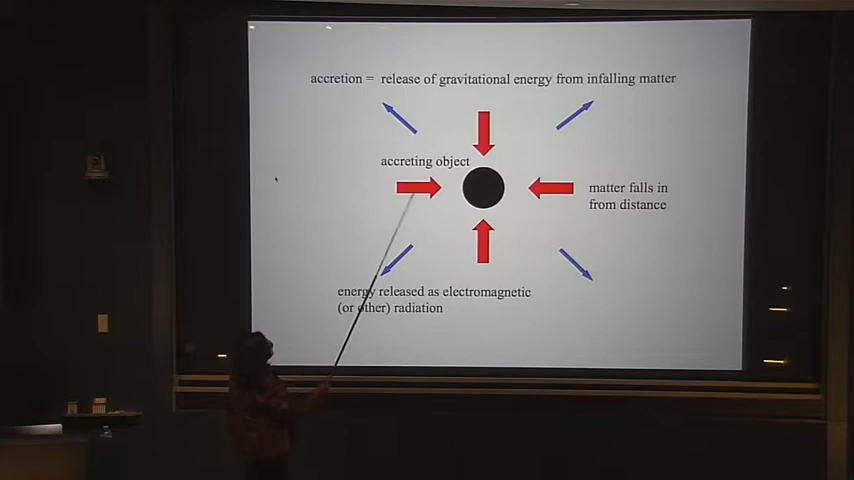 accretion = release of gravitational energy from infalling matter
accreting object
matter falls in
from distance
energy released as electromagnetic
(or other) radiation